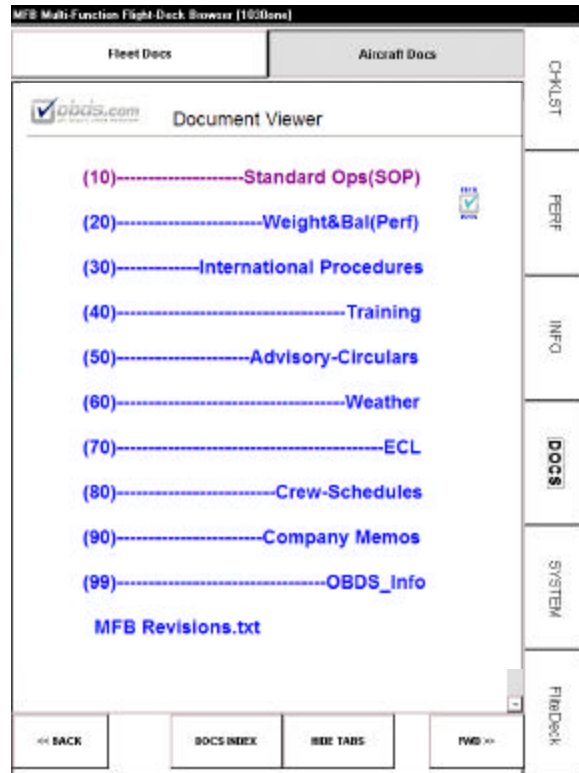 MFB Multi-Function Flight-Deck Browser [1030ons]
Fleet Docs
Aircraft Docs
obds.com
Document Viewer
(10)---------------------Standard Ops(SOP)
(20)------------------------Weight&Bal(Perf)
(30)-------------International Procedures
(40)--------------------------------------Training
(50)----------------------Advisory-Circulars
(60)--------------------------------------Weather
(70)--------------------------------------------ECL
(80)--------------------------Crew-Schedules
(90)------------------------Company Memos
(99)----------------------------------OBDS_Info
MFB Revisions.txt
<< BACK
DOCS INDEX
HIDE TABS
FWD >>
CHKLST
PERF
INFO
DOCS
SYSTEM
FliteDeck